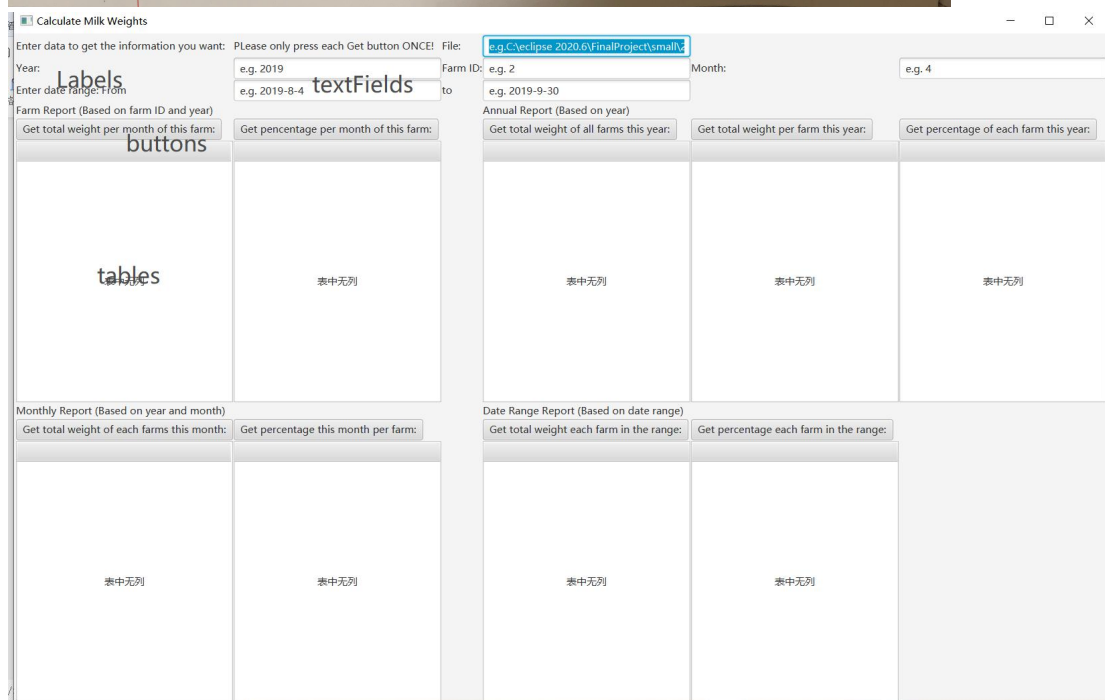 Calculate Milk Weights
Enter data to get the information you want: PLease only press each Get button ONCE! File: e.g.C:\eclipse 2020.6\FinalProject\small\2
Year: e.g. 2019 Farm ID: e.g. 2 Month: e.g. 4
Labels textFields
Enter date range: From e.g. 2019-8-4 to e.g. 2019-9-30
Farm Report (Based on farm ID and year) Annual Report (Based on year)
Get total weight per month of this farm: Get pencentage per month of this farm: Get total weight of all farms this year: Get total weight per farm this year: Get percentage of each farm this year:
buttons
tables
表中无列 表中无列 表中无列 表中无列 表中无列
Monthly Report (Based on year and month) Date Range Report (Based on date range)
Get total weight of each farms this month: Get percentage this month per farm: Get total weight each farm in the range: Get percentage each farm in the range:
表中无列 表中无列 表中无列 表中无列